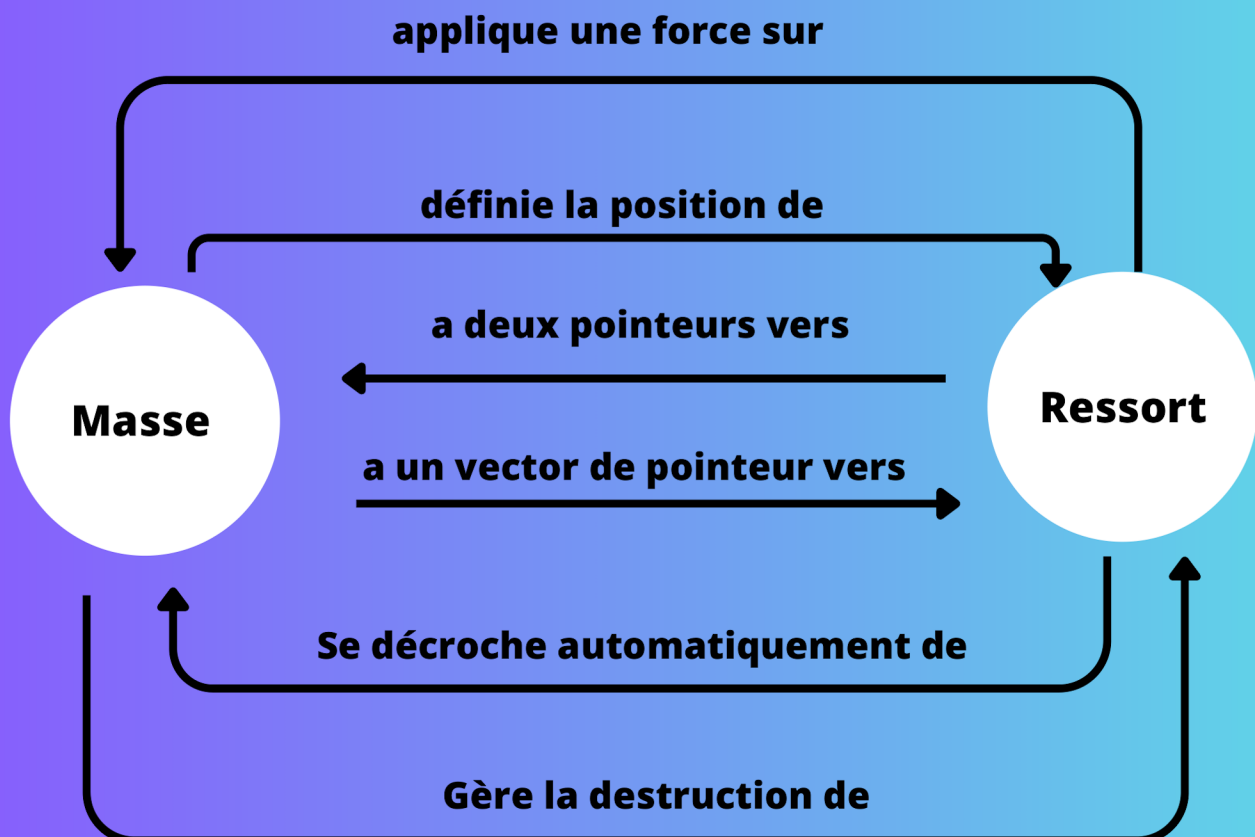 applique une force sur
définie la position de
a deux pointeurs vers
Masse
Ressort
a un vector de pointeur vers
Se décroche automatiquement de
Gère la destruction de